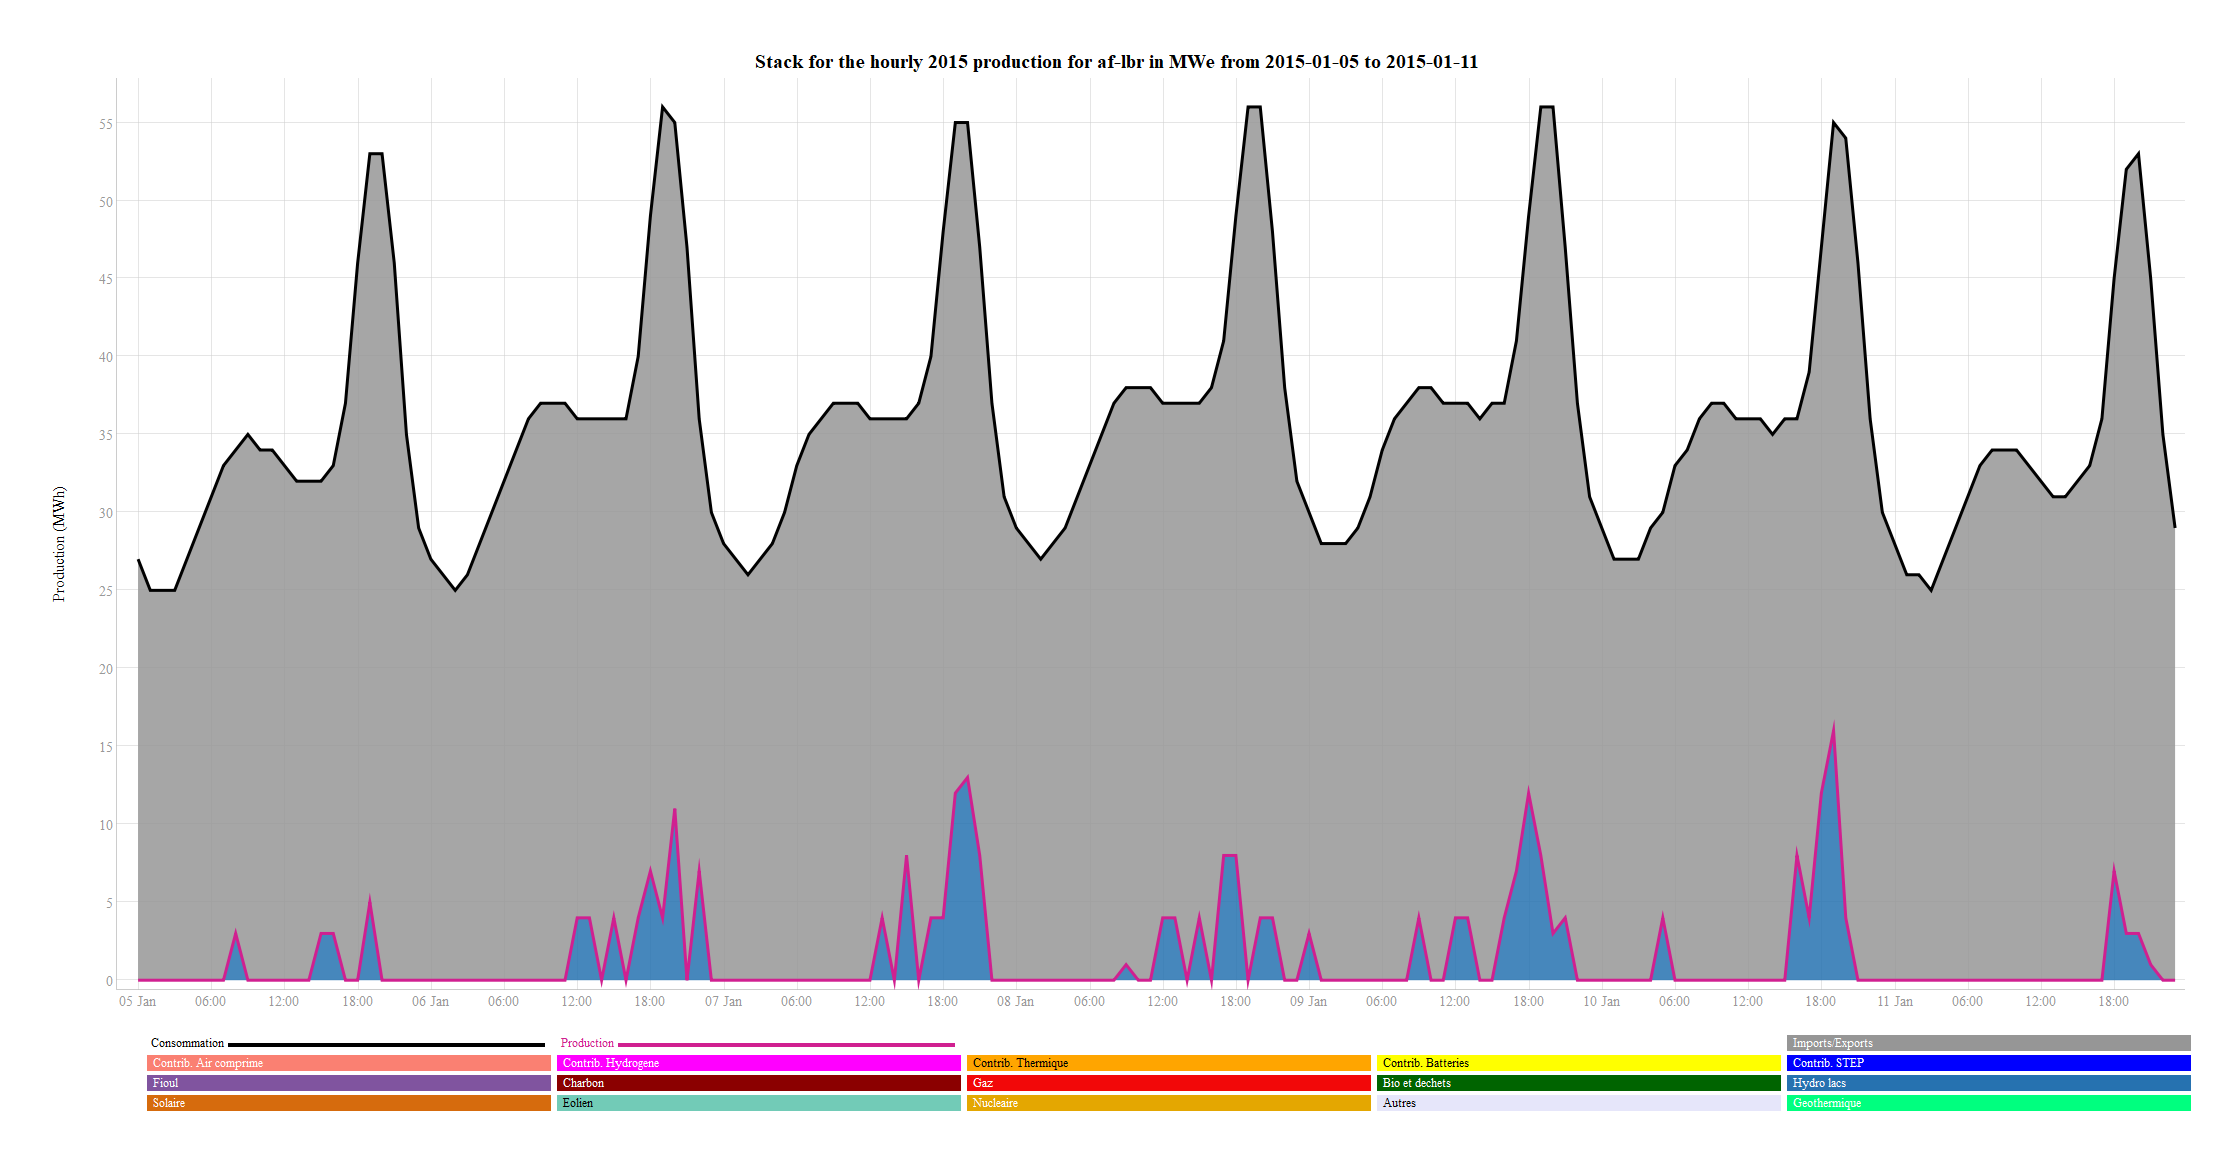 Stack for the hourly 2015 production for af-lbr in MWe from 2015-01-05 to 2015-01-11
55
50
45
40
35
30
25
20
15
10
5
0
Production (MWh)
05 Jan 06:00 12:00 18:00 06 Jan 06:00 12:00 18:00 07 Jan 06:00 12:00 18:00 08 Jan 06:00 12:00 18:00 09 Jan 06:00 12:00 18:00 10 Jan 06:00 12:00 18:00 11 Jan 06:00 12:00 18:00
Consommation Production Imports/Exports
Contrib. Air comprime Contrib. Hydrogene Contrib. Thermique Contrib. Batteries Contrib. STEP
Fioul Charbon Gaz Bio et dechets Hydro lacs
Solaire Eolien Nucleaire Autres Geothermique